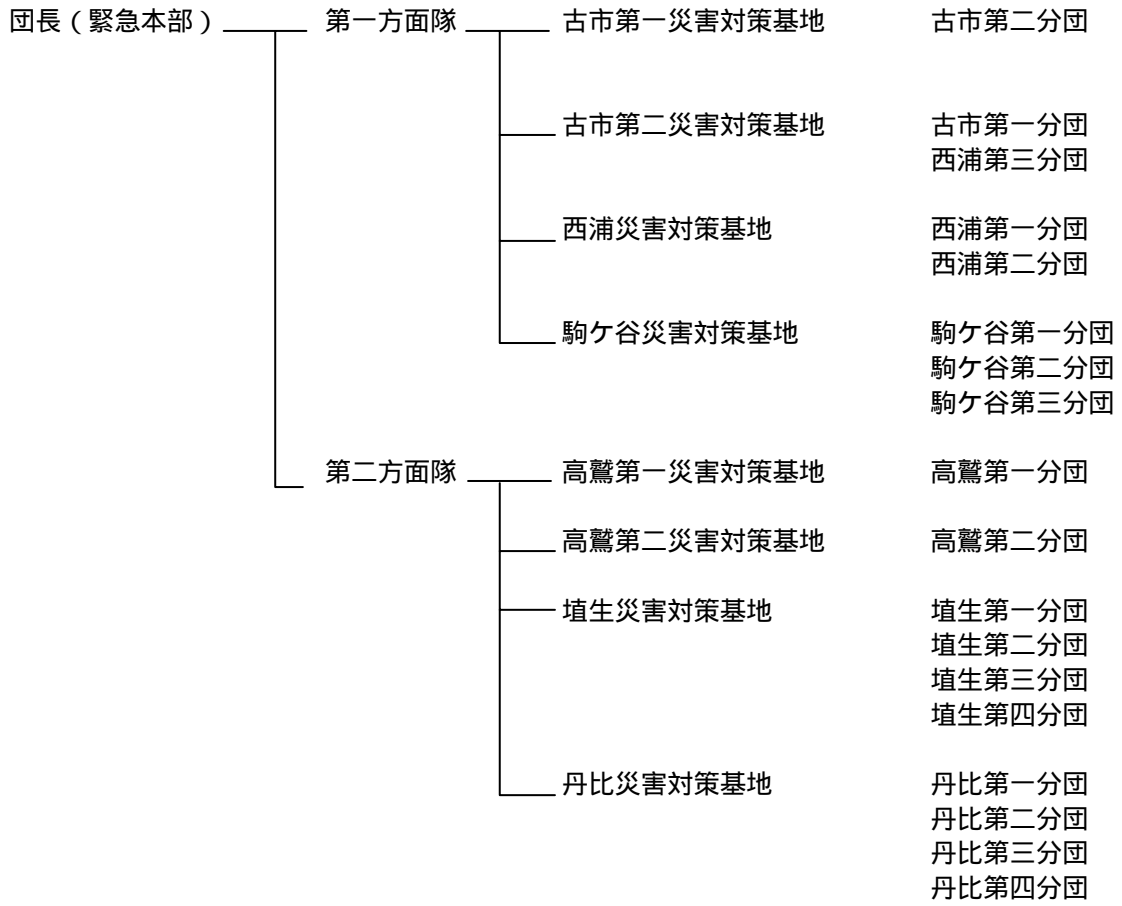 団長(緊急本部) 第一方面隊 古市第一災害対策基地 古市第二分団
古市第二災害対策基地 古市第一分団
西浦第三分団
西浦災害対策基地 西浦第一分団
西浦第二分団
駒ケ谷災害対策基地 駒ケ谷第一分団
駒ケ谷第二分団
駒ケ谷第三分団
第二方面隊 高鷲第一災害対策基地 高鷲第一分団
高鷲第二災害対策基地 高鷲第二分団
埴生災害対策基地 埴生第一分団
埴生第二分団
埴生第三分団
埴生第四分団
丹比災害対策基地 丹比第一分団
丹比第二分団
丹比第三分団
丹比第四分団